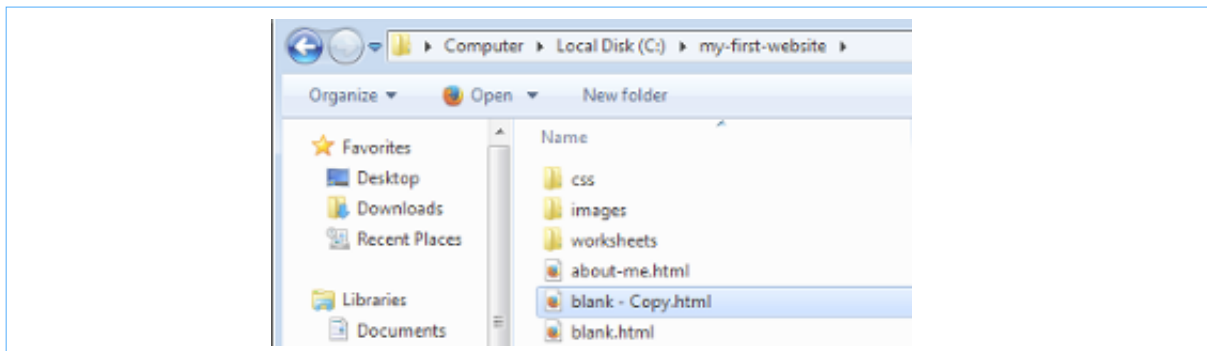 Computer Local Disk (C:) my-first-website
Organize Open New folder
Favorites
Desktop
Downloads
Recent Places
Libraries
Documents
Name
css
images
worksheets
about-me.html
blank - Copy.html
blank.html